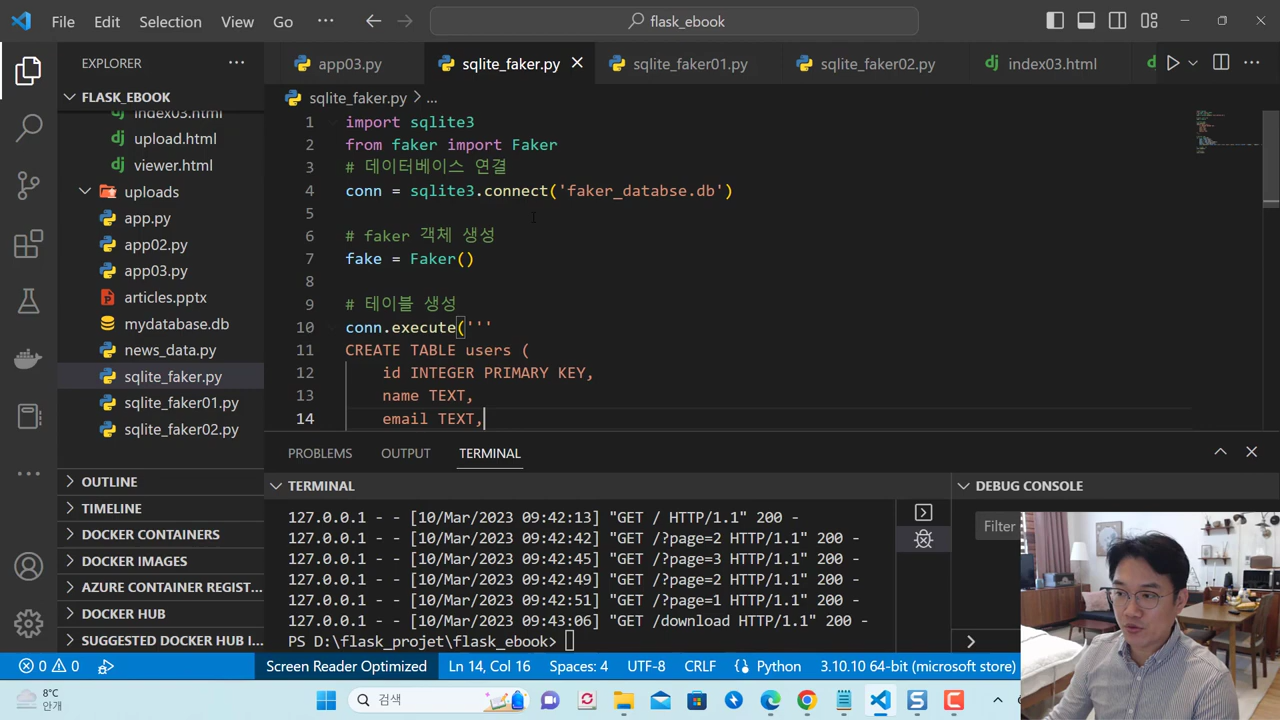 File Edit Selection View Go ··· flask_ebook
EXPLORER ···
app03.py sqlite_faker.py sqlite_faker01.py sqlite_faker02.py index03.html ···
FLASK_EBOOK
index03.html
upload.html
viewer.html
uploads
app.py
app02.py
app03.py
articles.pptx
mydatabase.db
news_data.py
sqlite_faker.py
sqlite_faker01.py
sqlite_faker02.py
OUTLINE
TIMELINE
DOCKER CONTAINERS
DOCKER IMAGES
AZURE CONTAINER REGIST...
DOCKER HUB
SUGGESTED DOCKER HUB I...
sqlite_faker.py > ...
1 import sqlite3
2 from faker import Faker
3 # 데이터베이스 연결
4 conn = sqlite3.connect('faker_databse.db')
5
6 # faker 객체 생성
7 fake = Faker()
8
9 # 테이블 생성
10 conn.execute('''
11 CREATE TABLE users (
12 id INTEGER PRIMARY KEY,
13 name TEXT,
14 email TEXT,
PROBLEMS OUTPUT TERMINAL
TERMINAL
127.0.0.1 - - [10/Mar/2023 09:42:13] "GET / HTTP/1.1" 200 -
127.0.0.1 - - [10/Mar/2023 09:42:42] "GET /?page=2 HTTP/1.1" 200 -
127.0.0.1 - - [10/Mar/2023 09:42:45] "GET /?page=3 HTTP/1.1" 200 -
127.0.0.1 - - [10/Mar/2023 09:42:49] "GET /?page=2 HTTP/1.1" 200 -
127.0.0.1 - - [10/Mar/2023 09:42:51] "GET /?page=1 HTTP/1.1" 200 -
127.0.0.1 - - [10/Mar/2023 09:43:06] "GET /download HTTP/1.1" 200 -
PS D:\flask_projet\flask_ebook>
DEBUG CONSOLE
Filter
0 0 Screen Reader Optimized Ln 14, Col 16 Spaces: 4 UTF-8 CRLF Python 3.10.10 64-bit (microsoft store)
8°C
안개
검색